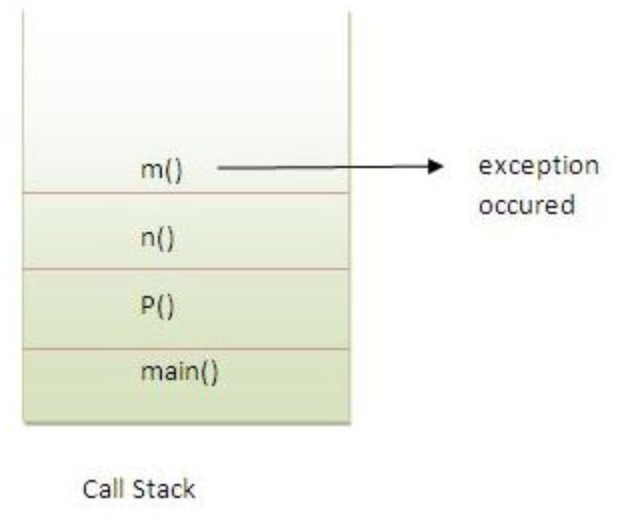 m()
exception
occured
n()
P()
main()
Call Stack